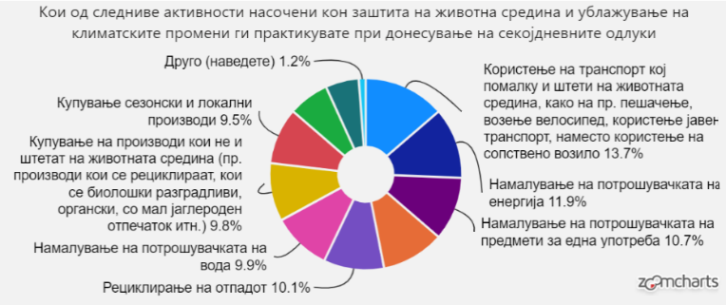 Кои од следниве активности насочени кон заштита на животна средина и ублажување на
климатските промени ги практикувате при донесување на секојдневните одлуки
Друго (наведете) 1.2%
Купување сезонски и локални
производи 9.5%
Купување на производи кои не и
штетат на животната средина (пр.
производи кои се рециклираат, кои
се биолошки разградливи,
органски, со мал јаглероден
отпечаток итн.) 9.8%
Намалување на потрошувачката на
вода 9.9%
Рециклирање на отпадот 10.1%
Користење на транспорт кој
помалку и штети на животната
средина, како на пр. пешачење,
возење велосипед, користење јавен
транспорт, наместо користење на
сопствено возило 13.7%
Намалување на потрошувачката на
енергија 11.9%
Намалување на потрошувачката на
предмети за една употреба 10.7%
zoomcharts